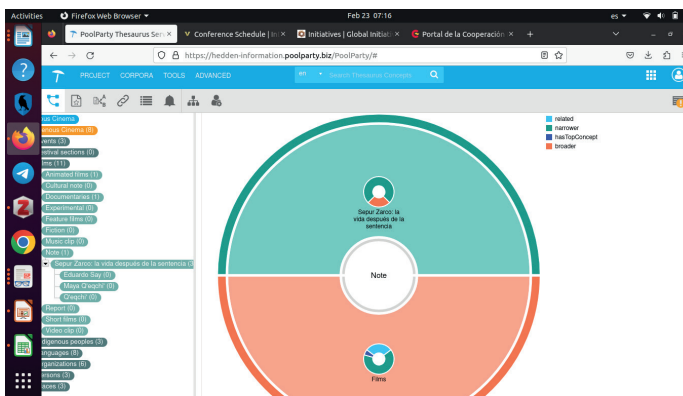 Activities
Firefox Web Browser
Feb 23 07:16
es
PoolParty Thesaurus Ser
Conference Schedule | In
Initiatives | Global Initiati
Portal de la Cooperación
https://hedden-information.poolparty.biz/PoolParty/#
PROJECT CORPORA TOOLS ADVANCED
en
Search Thesaurus Concepts
us Cinema
enous Cinema (8)
vents (3)
estival sections (0)
ilms (11)
Animated films (1)
Cultural note (0)
Documentaries (1)
Experimental (0)
Feature films (0)
Fiction (0)
Music clip (0)
Note (1)
Sepur Zarco: la vida después de la sentencia (3
Eduardo Say (0)
Maya Q'eqchi' (0)
Q'eqchi' (0)
Report (0)
Short films (0)
Video clip (0)
digenous peoples (3)
anguages (8)
rganizations (6)
ersons (3)
aces (3)
Sepur Zarco: la
vida después de la
sentencia
Note
Films
related
narrower
hasTopConcept
broader